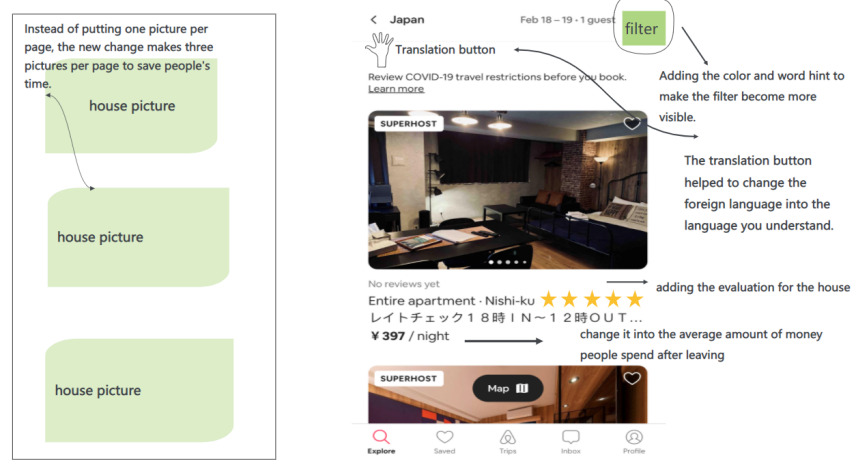 Instead of putting one picture per
page, the new change makes three
pictures per page to save people's
time.
house picture
house picture
house picture
Japan
Feb 18 – 19 • 1 guest
filter
Translation button
Review COVID-19 travel restrictions before you book.
Learn more
SUPERHOST
No reviews yet
Entire apartment · Nishi-ku
レイトチェック１８時ＩＮ～１２時ＯＵＴ...
¥ 397 / night
SUPERHOST
Map
Explore
Saved
Trips
Inbox
Profile
Adding the color and word hint to
make the filter become more
visible.
The translation button
helped to change the
foreign language into the
language you understand.
adding the evaluation for the house
change it into the average amount of money
people spend after leaving